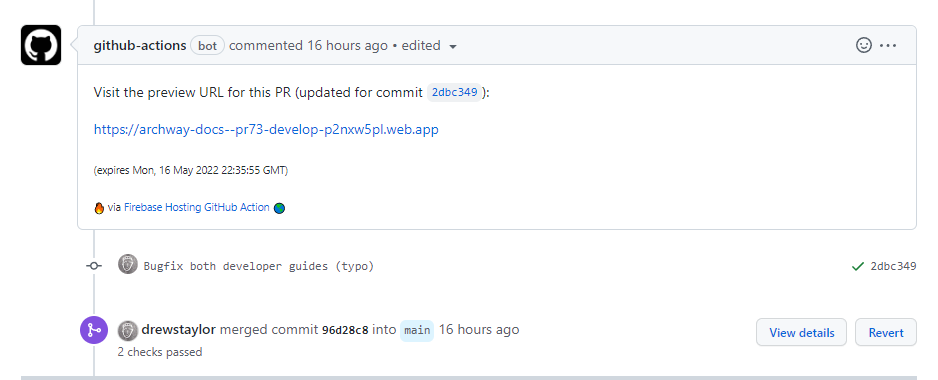 github-actions bot commented 16 hours ago • edited
Visit the preview URL for this PR (updated for commit 2dbc349 ):
https://archway-docs--pr73-develop-p2nxw5pl.web.app
(expires Mon, 16 May 2022 22:35:55 GMT)
🔥 via Firebase Hosting GitHub Action 🌎
Bugfix both developer guides (typo) 2dbc349
drewstaylor merged commit 96d28c8 into main 16 hours ago View details Revert
2 checks passed